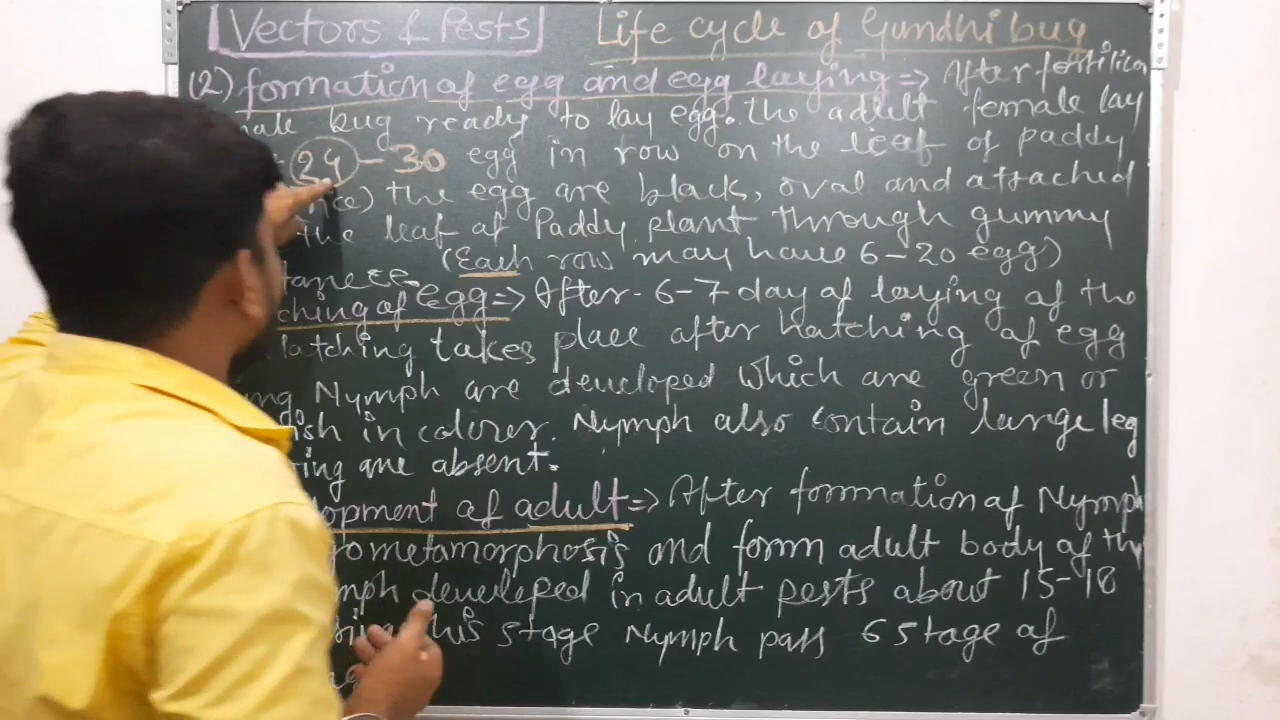 Vectors & Pests Life cycle of Gundhi bug
(2) formation of egg and egg laying => After fertilica
male bug ready to lay egg. the adult female lay
24 - 30 egg in row on the leaf of paddy
the egg are black, oval and attached
the leaf of Paddy plant through gummy
(Each row may have 6-20 egg)
ching of egg => After - 6-7 day of laying of the
hatching takes place after hatching of egg
Nymph are developed which are green or
ish in colour. Nymph also contain large leg
wing are absent.
opment of adult => After formation of Nymph
metamorphosis and form adult body of the
mph developed in adult pests about 15-18
this stage Nymph pass 6 stage of